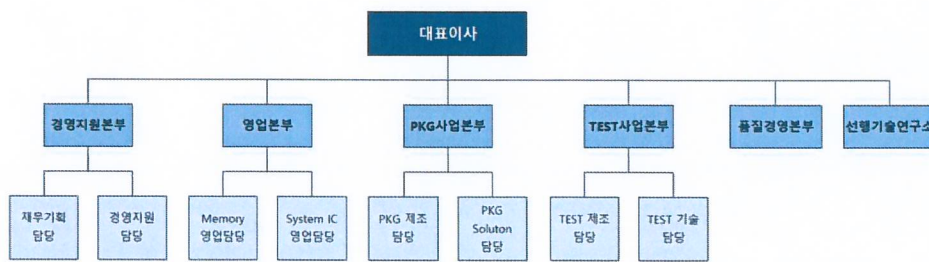 대표이사
경영지원본부
영업본부
PKG사업본부
TEST사업본부
품질경영본부
선행기술연구소
재무기획
담당
경영지원
담당
Memory
영업담당
System IC
영업담당
PKG 제조
담당
PKG
Soluton
담당
TEST 제조
담당
TEST 기술
담당